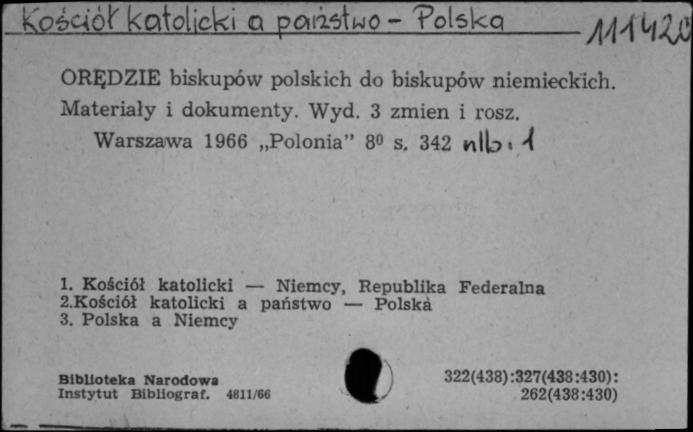 Kościół katolicki a państwo - Polska
111420
ORĘDZIE biskupów polskich do biskupów niemieckich.
Materiały i dokumenty. Wyd. 3 zmien i rosz.
Warszawa 1966 „Polonia” 8⁰ s. 342 nlb. 1
1. Kościół katolicki — Niemcy, Republika Federalna
2.Kościół katolicki a państwo — Polska
3. Polska a Niemcy
Biblioteka Narodowa
Instytut Bibliograf. 4811/66
322(438):327(438:430):
262(438:430)